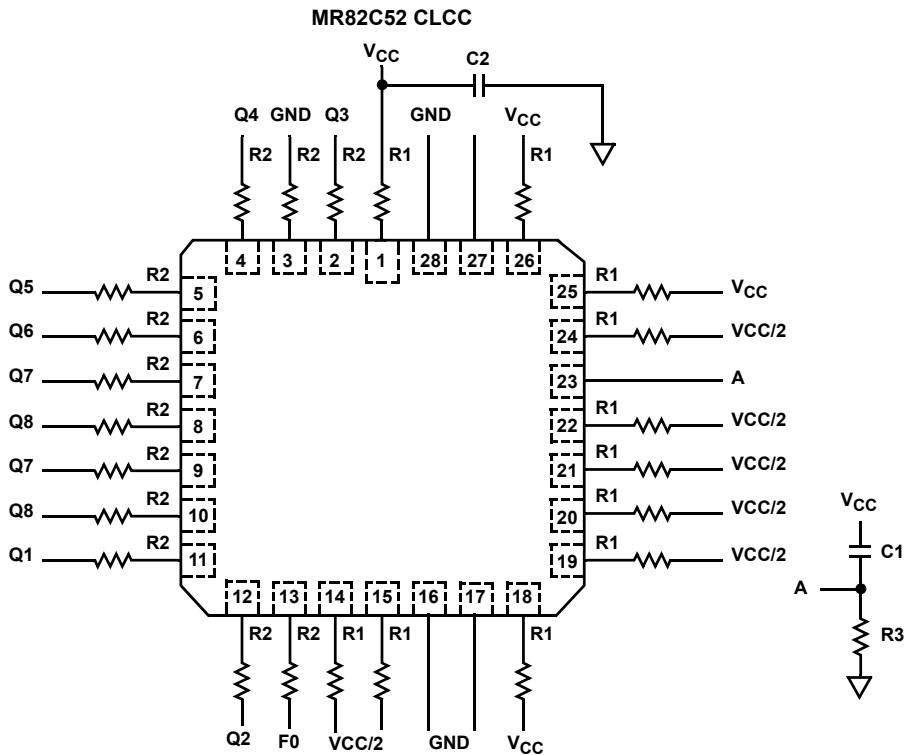 MR82C52 CLCC
VCC
C2
Q4 GND Q3 GND VCC
R2 R2 R2 R1 R1
4 3 2 1 28 27 26
Q5 R2 5 25 R1 VCC
Q6 R2 6 24 R1 VCC/2
Q7 R2 7 23 A
Q8 R2 8 22 R1 VCC/2
Q7 R2 9 21 R1 VCC/2
Q8 R2 10 20 R1 VCC/2
Q1 R2 11 19 R1 VCC/2
12 13 14 15 16 17 18
R2 R2 R1 R1 R1
Q2 F0 VCC/2 GND VCC
VCC
C1
A
R3